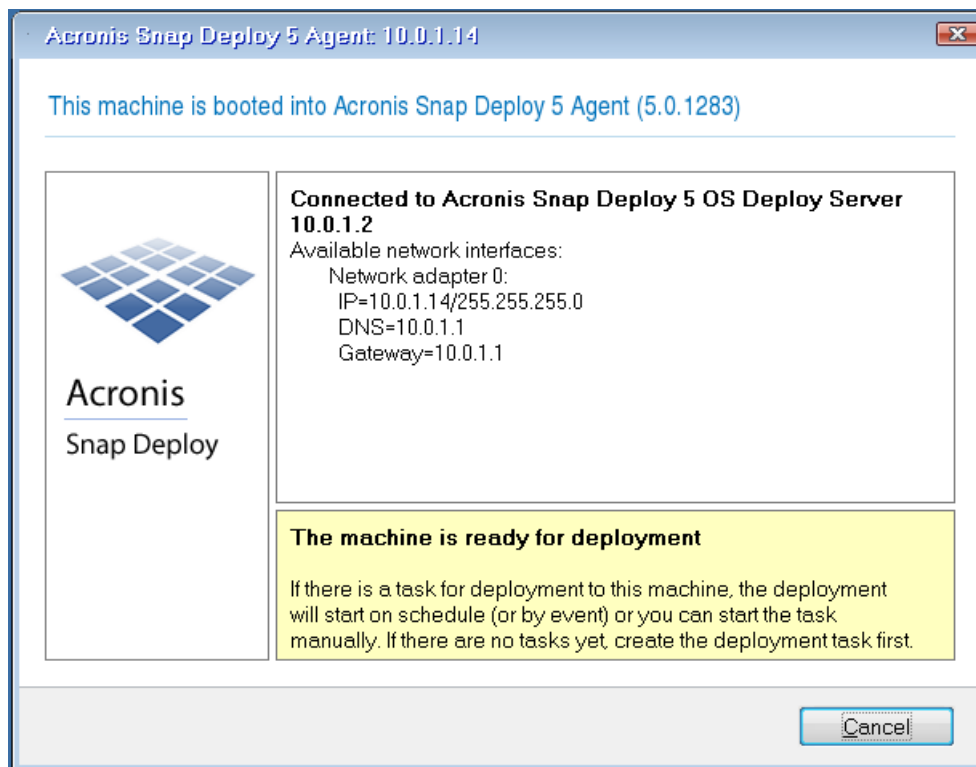 Acronis Snap Deploy 5 Agent: 10.0.1.14
This machine is booted into Acronis Snap Deploy 5 Agent (5.0.1283)
Acronis
Snap Deploy
Connected to Acronis Snap Deploy 5 OS Deploy Server
10.0.1.2
Available network interfaces:
Network adapter 0:
IP=10.0.1.14/255.255.255.0
DNS=10.0.1.1
Gateway=10.0.1.1
The machine is ready for deployment
If there is a task for deployment to this machine, the deployment
will start on schedule (or by event) or you can start the task
manually. If there are no tasks yet, create the deployment task first.
Cancel